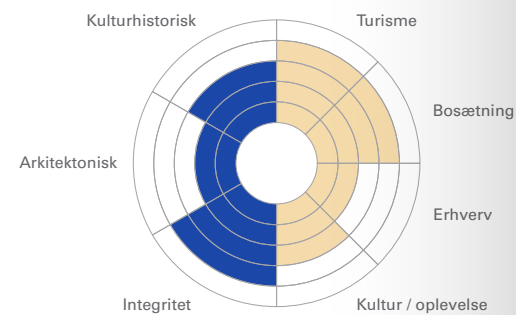 Kulturhistorisk
Turisme
Bosætning
Arkitektonisk
Erhverv
Integritet
Kultur / oplevelse